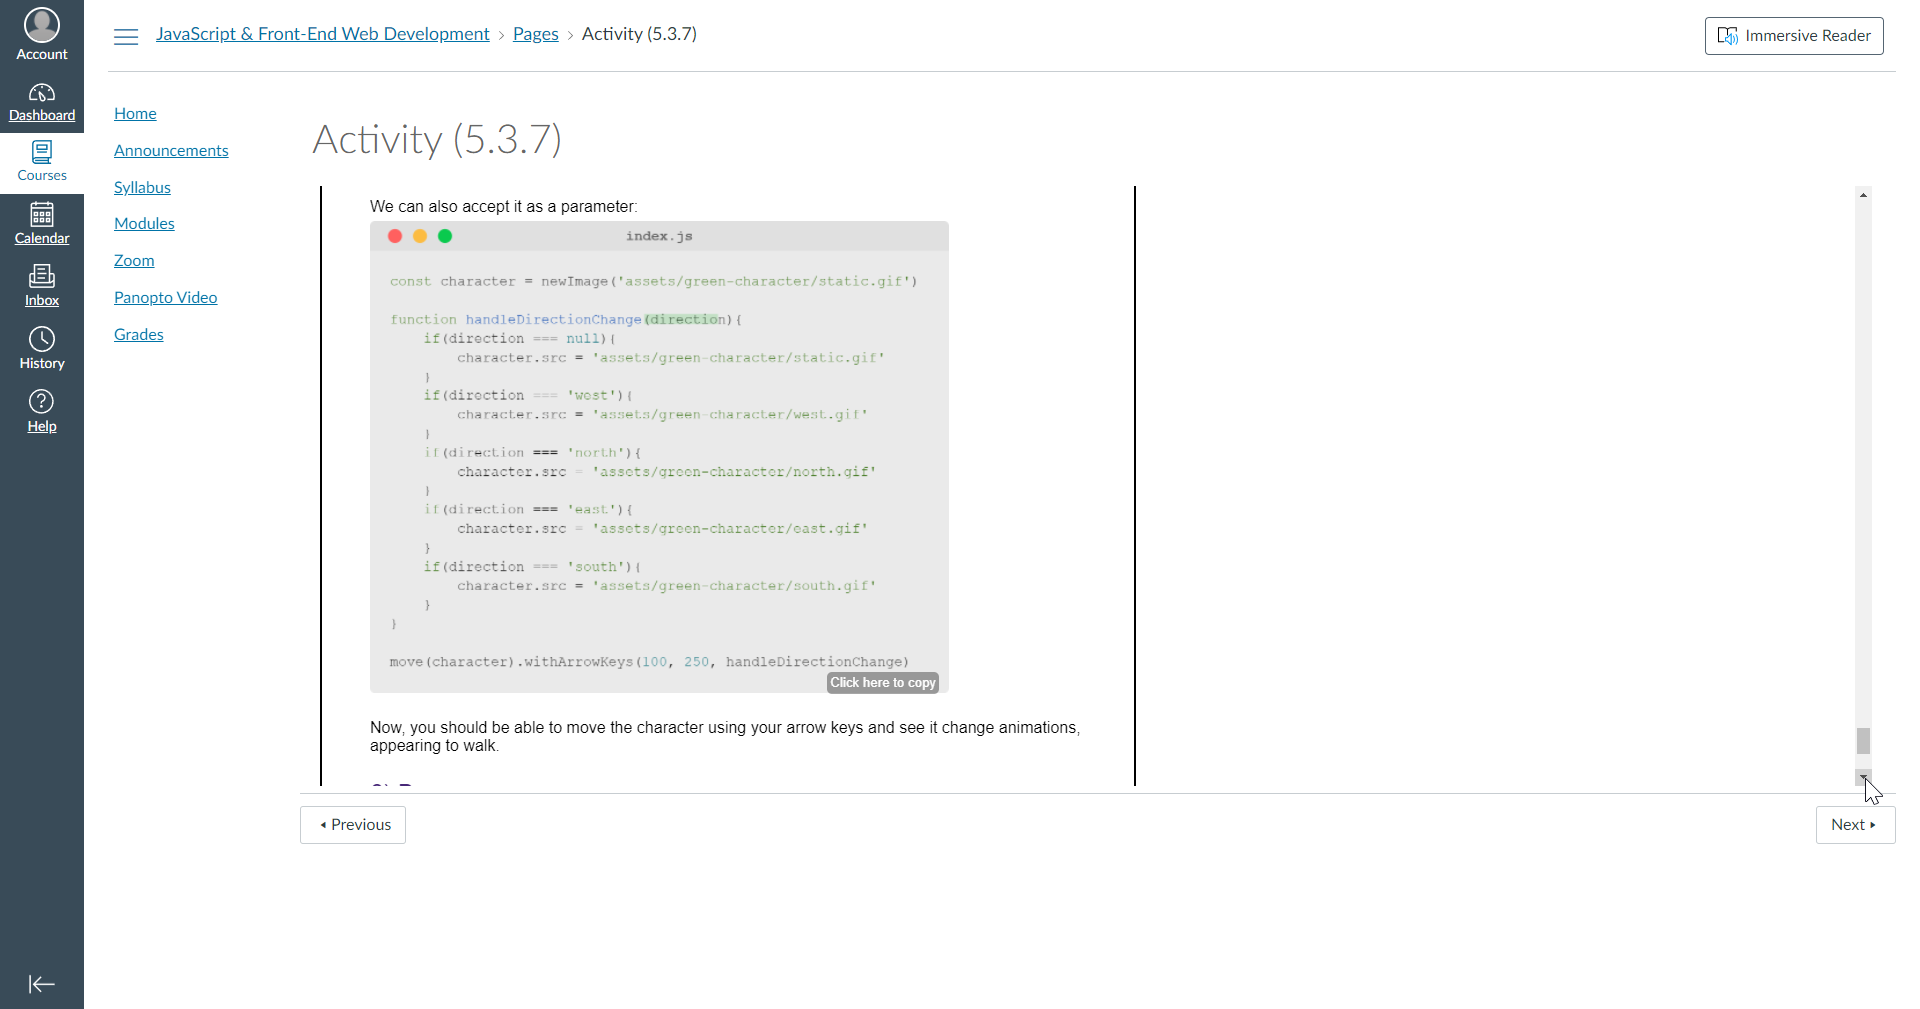 Account
Dashboard
Courses
Calendar
Inbox
History
Help
JavaScript & Front-End Web Development › Pages › Activity (5.3.7)
Immersive Reader
Home
Announcements
Syllabus
Modules
Zoom
Panopto Video
Grades
Activity (5.3.7)
We can also accept it as a parameter:
index.js
const character = newImage('assets/green-character/static.gif')
function handleDirectionChange(direction){
if(direction === null){
character.src = 'assets/green-character/static.gif'
}
if(direction === 'west'){
character.src = 'assets/green-character/west.gif'
}
if(direction === 'north'){
character.src = 'assets/green-character/north.gif'
}
if(direction === 'east'){
character.src = 'assets/green-character/east.gif'
}
if(direction === 'south'){
character.src = 'assets/green-character/south.gif'
}
}
move(character).withArrowKeys(100, 250, handleDirectionChange)
Click here to copy
Now, you should be able to move the character using your arrow keys and see it change animations,
appearing to walk.
Previous
Next